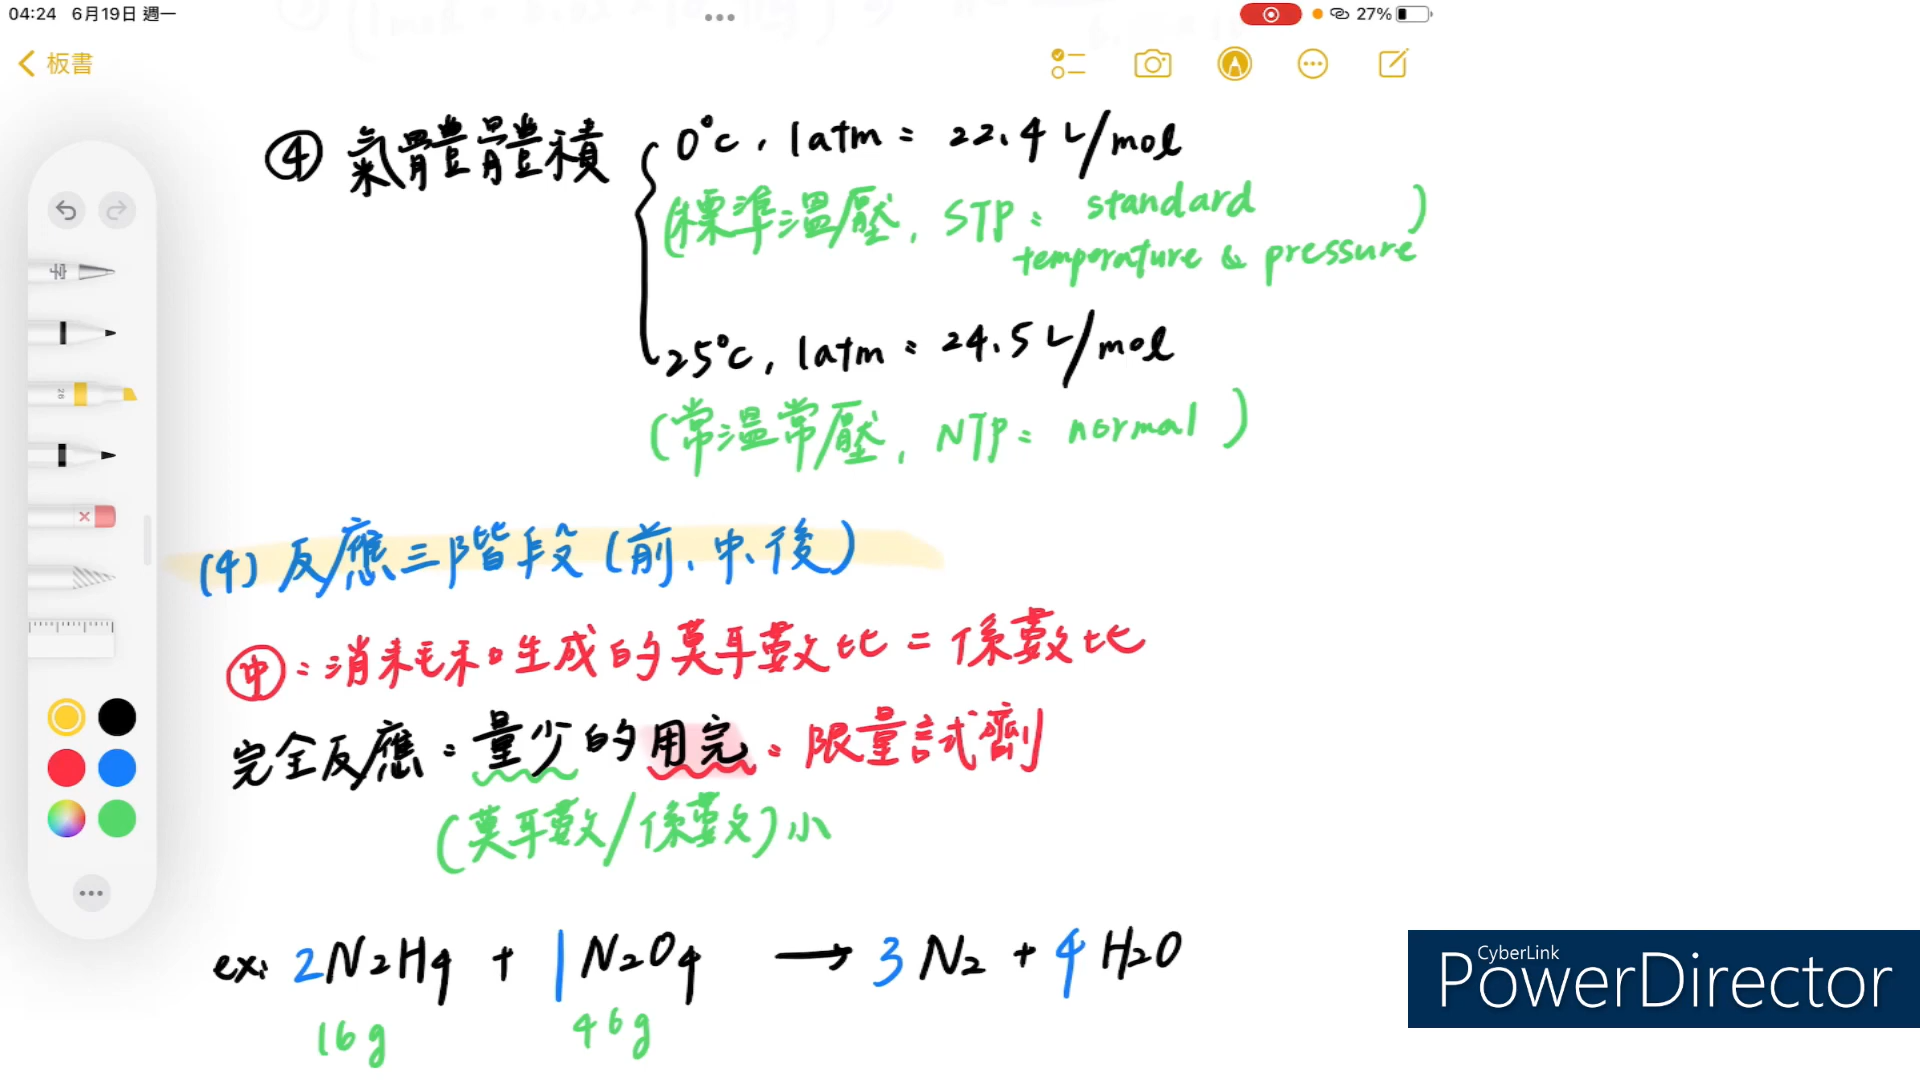 04:24 6月19日 週一
27%
板書
④ 氣體體積
0°C, 1atm = 22.4 L/mol
(標準溫壓, STP: standard temperature & pressure)
25°C, 1atm = 24.5 L/mol
(常溫常壓, NTP: normal)
(4) 反應三階段 (前、中、後)
㊥: 消耗和生成的莫耳數比 = 係數比
完全反應: 量少的用完: 限量試劑
(莫耳數/係數)小
ex: 2N2H4 + 1N2O4 → 3N2 + 4H2O
16g 46g
CyberLink
PowerDirector